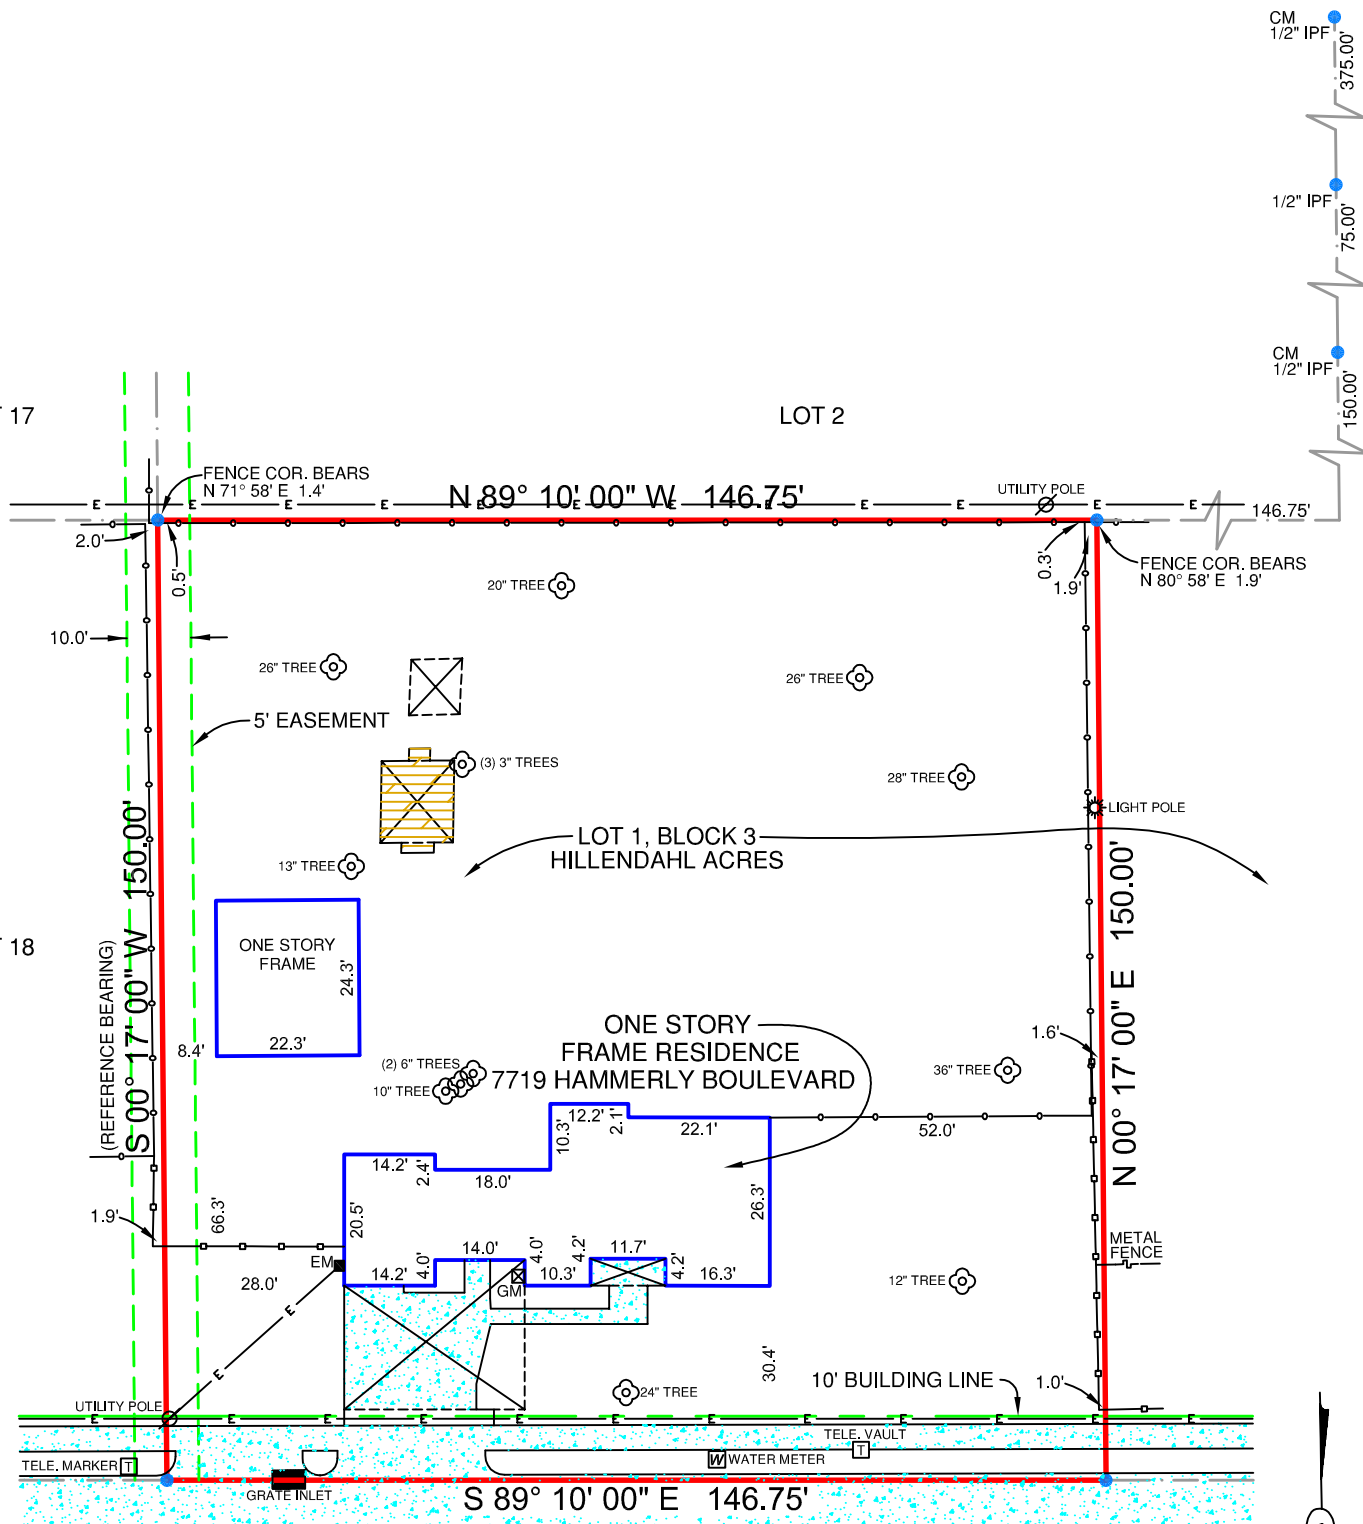 CM
1/2" IPF
375.00'
1/2" IPF
75.00'
CM
1/2" IPF
150.00'
17
LOT 2
FENCE COR. BEARS
N 71° 58' E 1.4'
N 89° 10' 00" W 146.75'
UTILITY POLE
146.75'
E E E E E E E
2.0'
0.5'
0.3'
1.9'
FENCE COR. BEARS
N 80° 58' E 1.9'
20" TREE
10.0'
26" TREE
26" TREE
5' EASEMENT
(3) 3" TREES
28" TREE
LIGHT POLE
LOT 1, BLOCK 3
HILLENDAHL ACRES
13" TREE
S 00° 17' 00" W 150.00'
(REFERENCE BEARING)
N 00° 17' 00" E 150.00'
18
ONE STORY
FRAME
24.3'
22.3'
8.4'
ONE STORY
FRAME RESIDENCE
7719 HAMMERLY BOULEVARD
1.6'
(2) 6" TREES
10" TREE
36" TREE
12.2'
2.1'
22.1'
52.0'
10.3'
14.2'
2.4'
18.0'
26.3'
20.5'
66.3'
1.9'
METAL
FENCE
EM
14.0'
4.0'
4.2'
11.7'
4.2'
14.2'
4.0'
10.3'
16.3'
GM
28.0'
E
E
12" TREE
30.4'
24" TREE
10' BUILDING LINE
1.0'
UTILITY POLE
E E E E E E E E E E E
TELE. VAULT
T
TELE. MARKER T
W WATER METER
GRATE INLET
S 89° 10' 00" E 146.75'